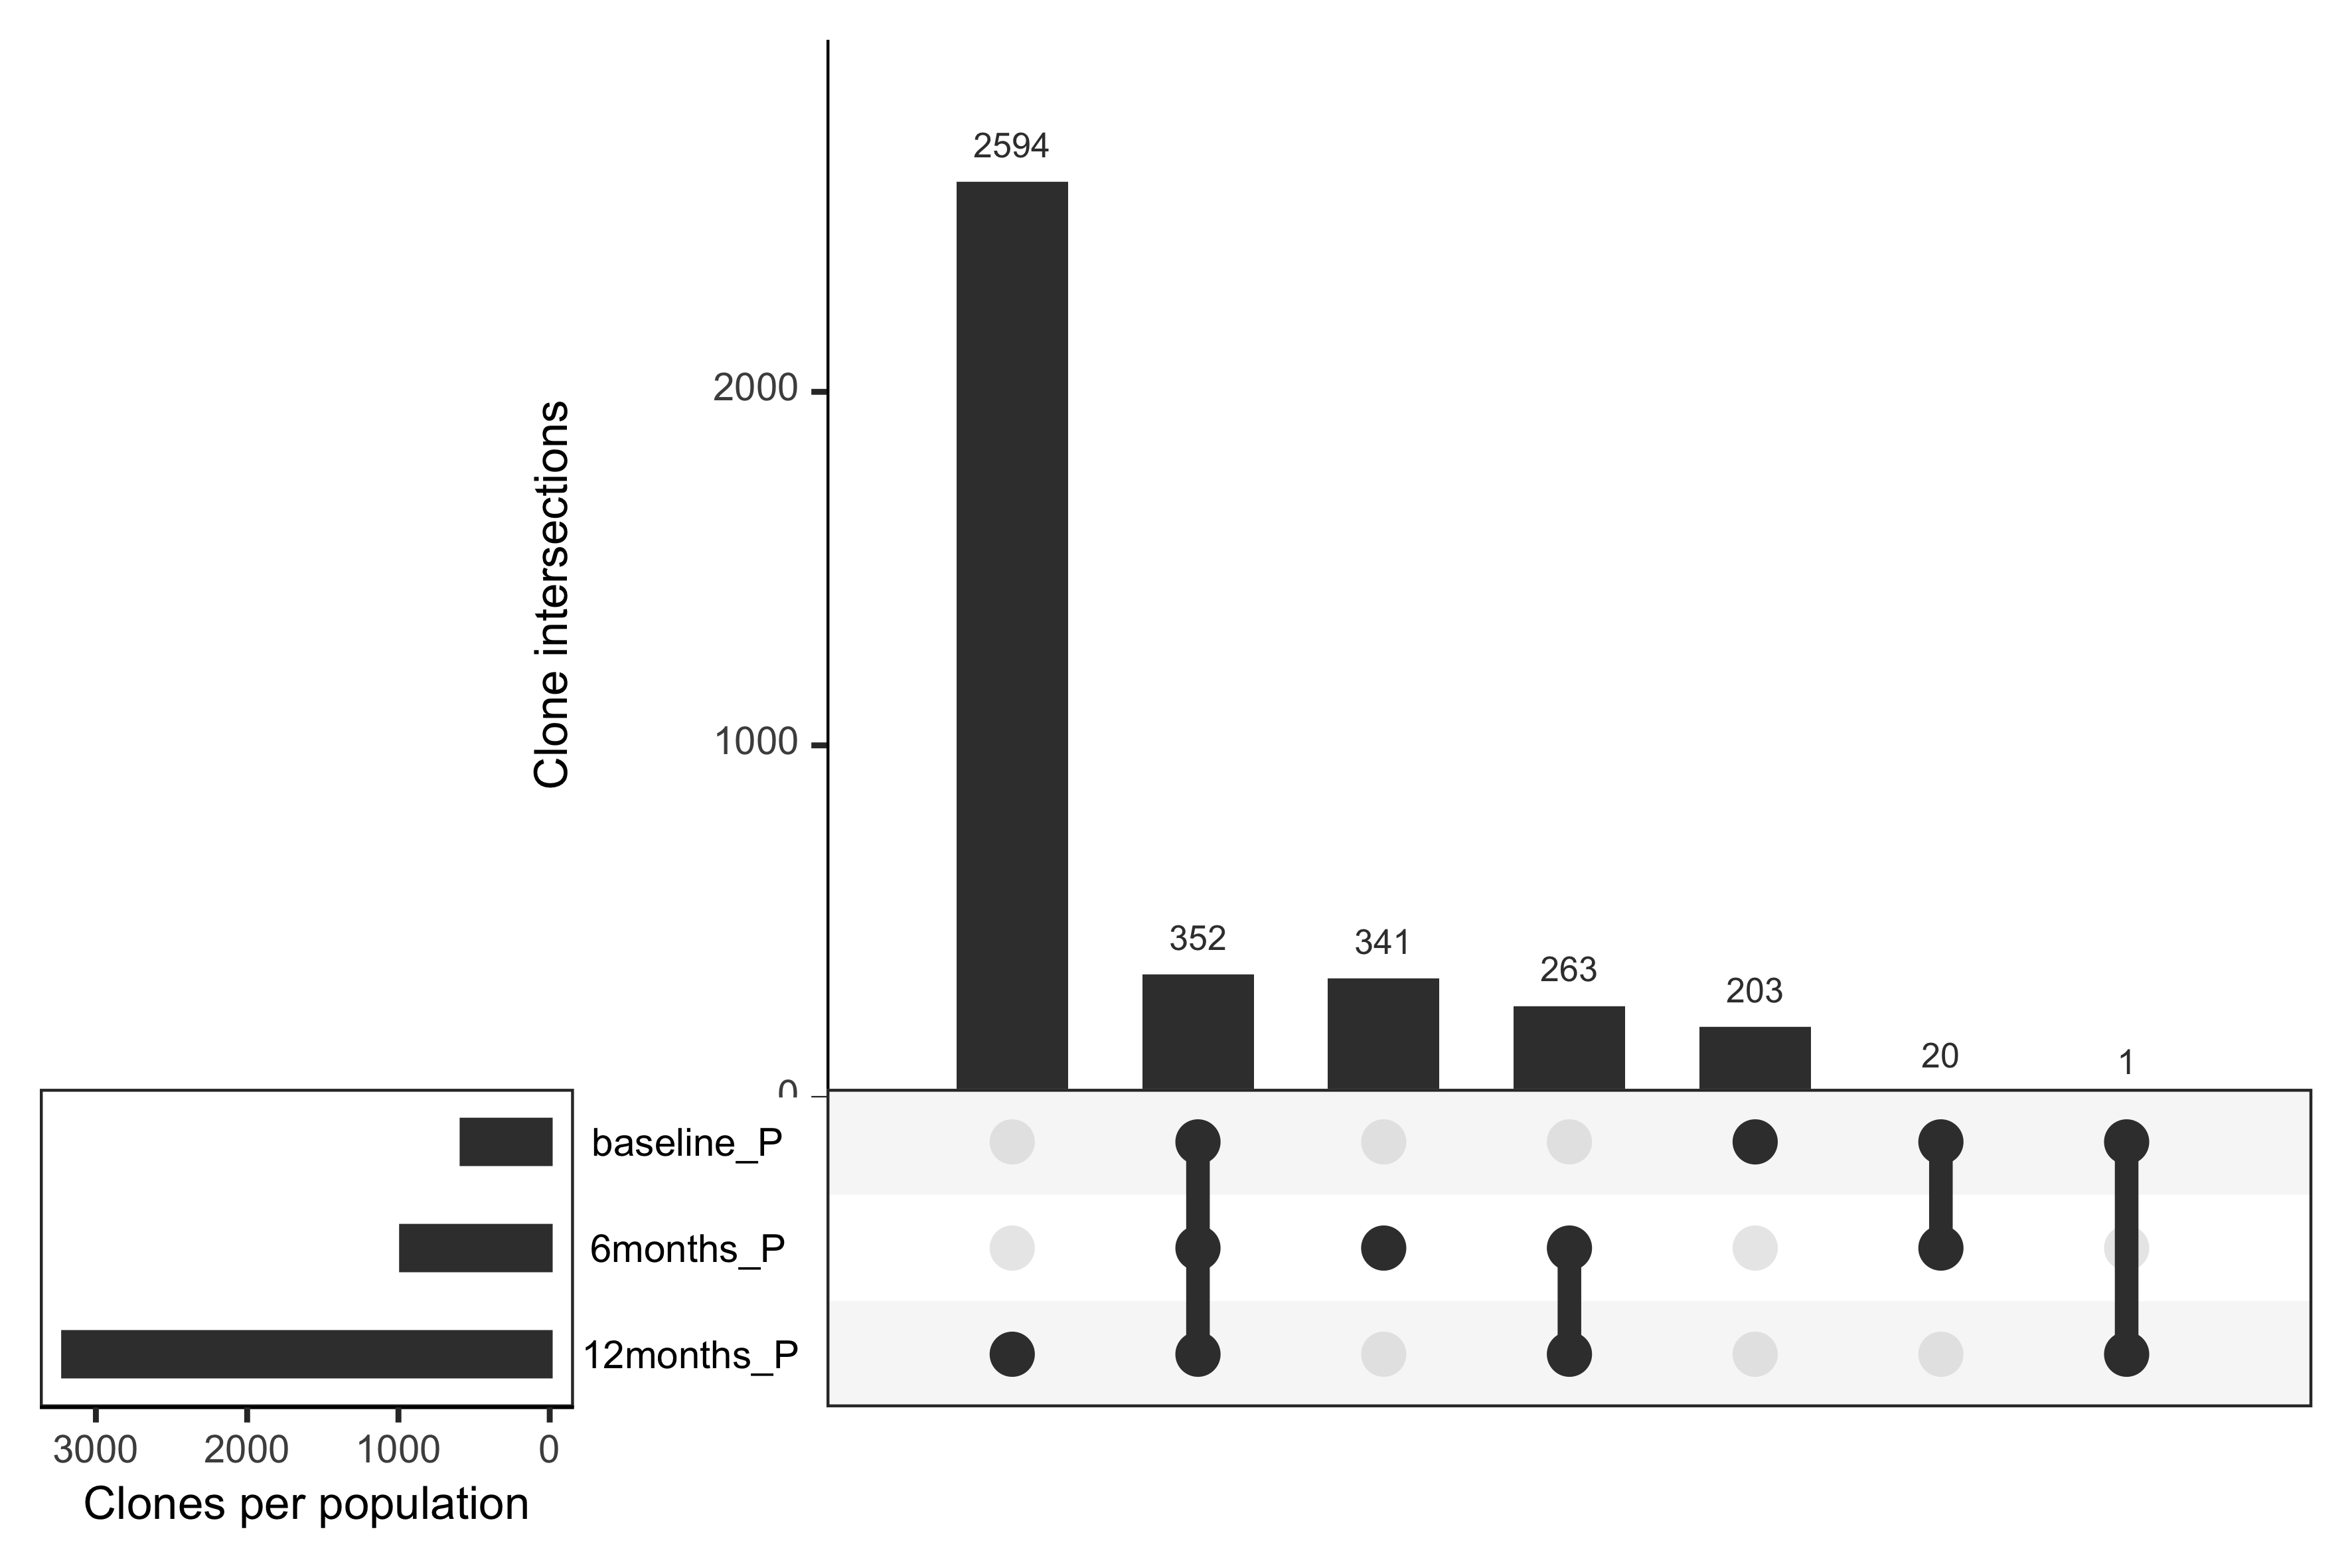 2594
2000
Clone intersections
1000
352
341
263
203
20
1
0
baseline_P
6months_P
12months_P
3000 2000 1000 0
Clones per population